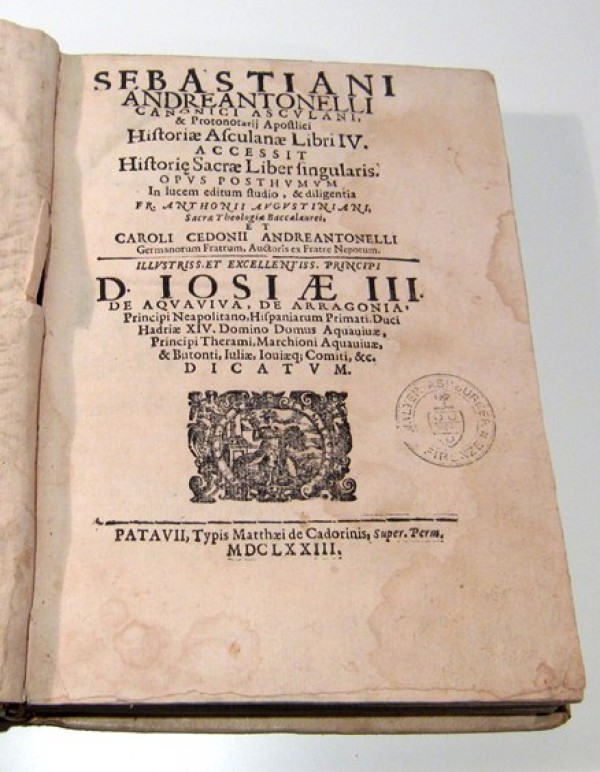 SEBASTIANI
ANDREANTONELLI
CANONICI ASCVLANI,
& Protonotarij Apostlici
Historiæ Asculanæ Libri IV.
ACCESSIT
Historię Sacræ Liber singularis.
OPVS POSTHVMVM
In lucem editum studio, & diligentia
FR. ANTHONII AVGVSTINIANI,
Sacræ Theologiæ Baccalaurei,
ET
CAROLI CEDONII ANDREANTONELLI
Germanorum Fratrum, Auctoris ex Fratre Nepotum.
ILLVSTRISS. ET EXCELLENTISS. PRINCIPI
D. IOSIÆ III.
DE AQVAVIVA, DE ARRAGONIA,
Principi Neapolitano, Hispaniarum Primati, Duci
Hadriæ XIV. Domino Domus Aquauiuæ,
Principi Therami, Marchioni Aquauiuæ,
& Butonti, Iuliæ, Iouiæq; Comiti, &c.
DICATVM.
WALTER ASHBURNER
FIRENZE
PATAVII, Typis Matthæi de Cadorinis, Super. Perm.
MDCLXXIII.